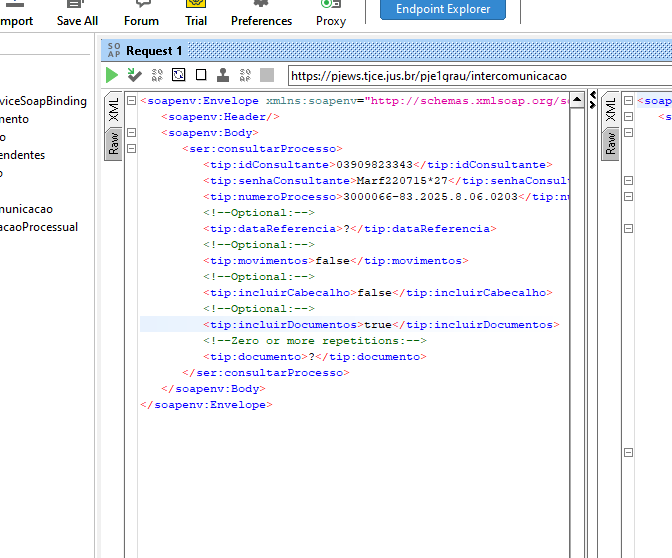 mport Save All Forum Trial Preferences Proxy
Endpoint Explorer
SOAP Request 1
https://pjews.tjce.jus.br/pje1grau/intercomunicacao
viceSoapBinding
mento
o
endentes
o
municacao
acaoProcessual
XML
Raw
<soapenv:Envelope xmlns:soapenv="http://schemas.xmlsoap.org/so
<soapenv:Header/>
<soapenv:Body>
<ser:consultarProcesso>
<tip:idConsultante>03909823343</tip:idConsultante>
<tip:senhaConsultante>Marf220715*27</tip:senhaConsult
<tip:numeroProcesso>3000066-83.2025.8.06.0203</tip:nu
<!--Optional:-->
<tip:dataReferencia>?</tip:dataReferencia>
<!--Optional:-->
<tip:movimentos>false</tip:movimentos>
<!--Optional:-->
<tip:incluirCabecalho>false</tip:incluirCabecalho>
<!--Optional:-->
<tip:incluirDocumentos>true</tip:incluirDocumentos>
<!--Zero or more repetitions:-->
<tip:documento>?</tip:documento>
</ser:consultarProcesso>
</soapenv:Body>
</soapenv:Envelope>
XML
Raw
<soap
<s